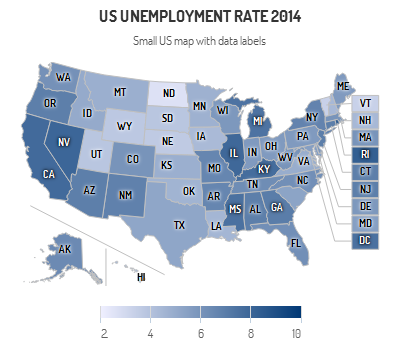 US UNEMPLOYMENT RATE 2014
Small US map with data labels
WA
MT
ND
ME
OR
ID
SD
MN
WI
MI
NY
VT
WY
NE
IA
PA
NH
NV
UT
CO
KS
MO
IL
IN
OH
WV
VA
MA
CA
AZ
NM
OK
AR
KY
TN
NC
RI
TX
LA
MS
AL
GA
CT
FL
NJ
AK
HI
DE
MD
DC
2 4 6 8 10